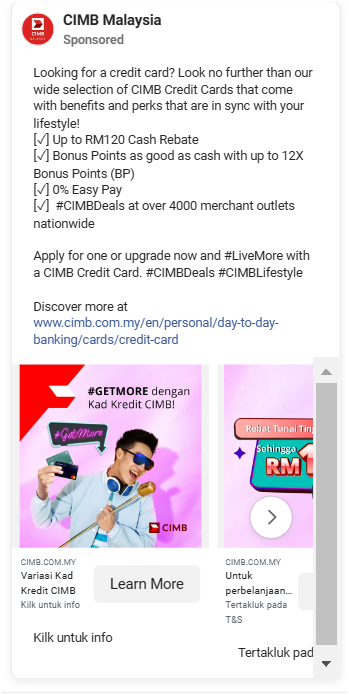 CIMB Malaysia
Sponsored
Looking for a credit card? Look no further than our
wide selection of CIMB Credit Cards that come
with benefits and perks that are in sync with your
lifestyle!
[✓] Up to RM120 Cash Rebate
[✓] Bonus Points as good as cash with up to 12X
Bonus Points (BP)
[✓] 0% Easy Pay
[✓] #CIMBDeals at over 4000 merchant outlets
nationwide
Apply for one or upgrade now and #LiveMore with
a CIMB Credit Card. #CIMBDeals #CIMBLifestyle
Discover more at
www.cimb.com.my/en/personal/day-to-day-
banking/cards/credit-card
#GETMORE dengan
Kad Kredit CIMB!
#GetMore
CIMB
Rebat Tunai
Sehingga
RM
CIMB.COM.MY
Variasi Kad
Kredit CIMB
Kilk untuk info
Learn More
CIMB.COM.MY
Untuk
perbelanjaan...
Tertakluk pada
T&S
Kilk untuk info
Tertakluk pad